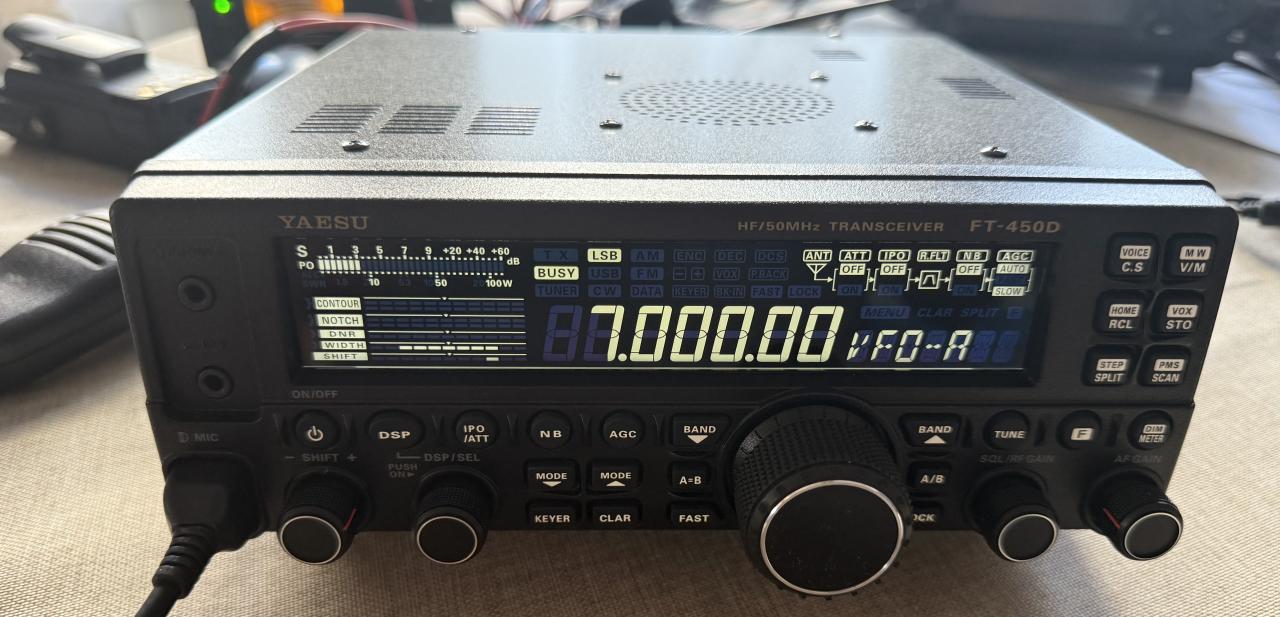 YAESU
HF/50MHz TRANSCEIVER FT-450D
S 1 3 5 7 9 +20 +40 +60 dB
PO
SWR 10 50 100W
CONTOUR
NOTCH
DNR
WIDTH
SHIFT
TX LSB AM ENC DEC DCS
BUSY USB FM - + VOX P.BACK
TUNER CW DATA KEYER BK-IN FAST LOCK
ANT ATT IPO R.FLT NB AGC
OFF OFF OFF AUTO
ON ON ON SLOW
MENU CLAR SPLIT
7.000.00 VFO-A
VOICE C.S
MW V/M
HOME RCL
VOX STO
STEP SPLIT
PMS SCAN
ON/OFF
MIC
DSP
IPO /ATT
NB
AGC
BAND
BAND
TUNE
F
DIM METER
- SHIFT +
DSP/SEL
PUSH ON
SQL/RF GAIN
AF GAIN
MODE
MODE
A=B
A/B
KEYER
CLAR
FAST